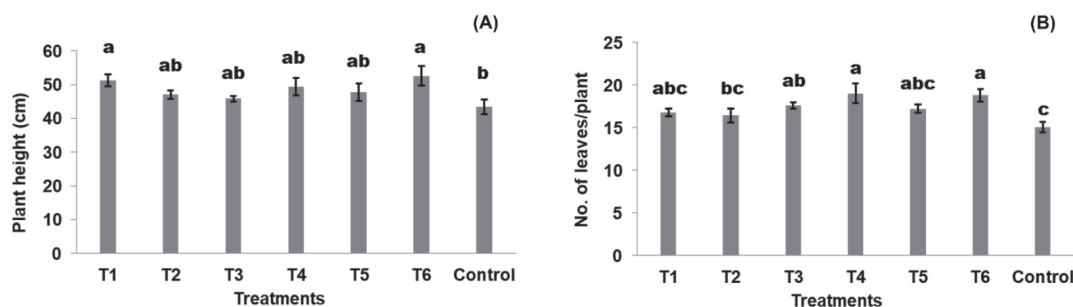 (A)
Plant height (cm)
60
50
40
30
20
10
0
a
ab
ab
ab
ab
a
b
T1 T2 T3 T4 T5 T6 Control
Treatments
(B)
No. of leaves/plant
25
20
15
10
5
0
abc
bc
ab
a
abc
a
c
T1 T2 T3 T4 T5 T6 Control
Treatments